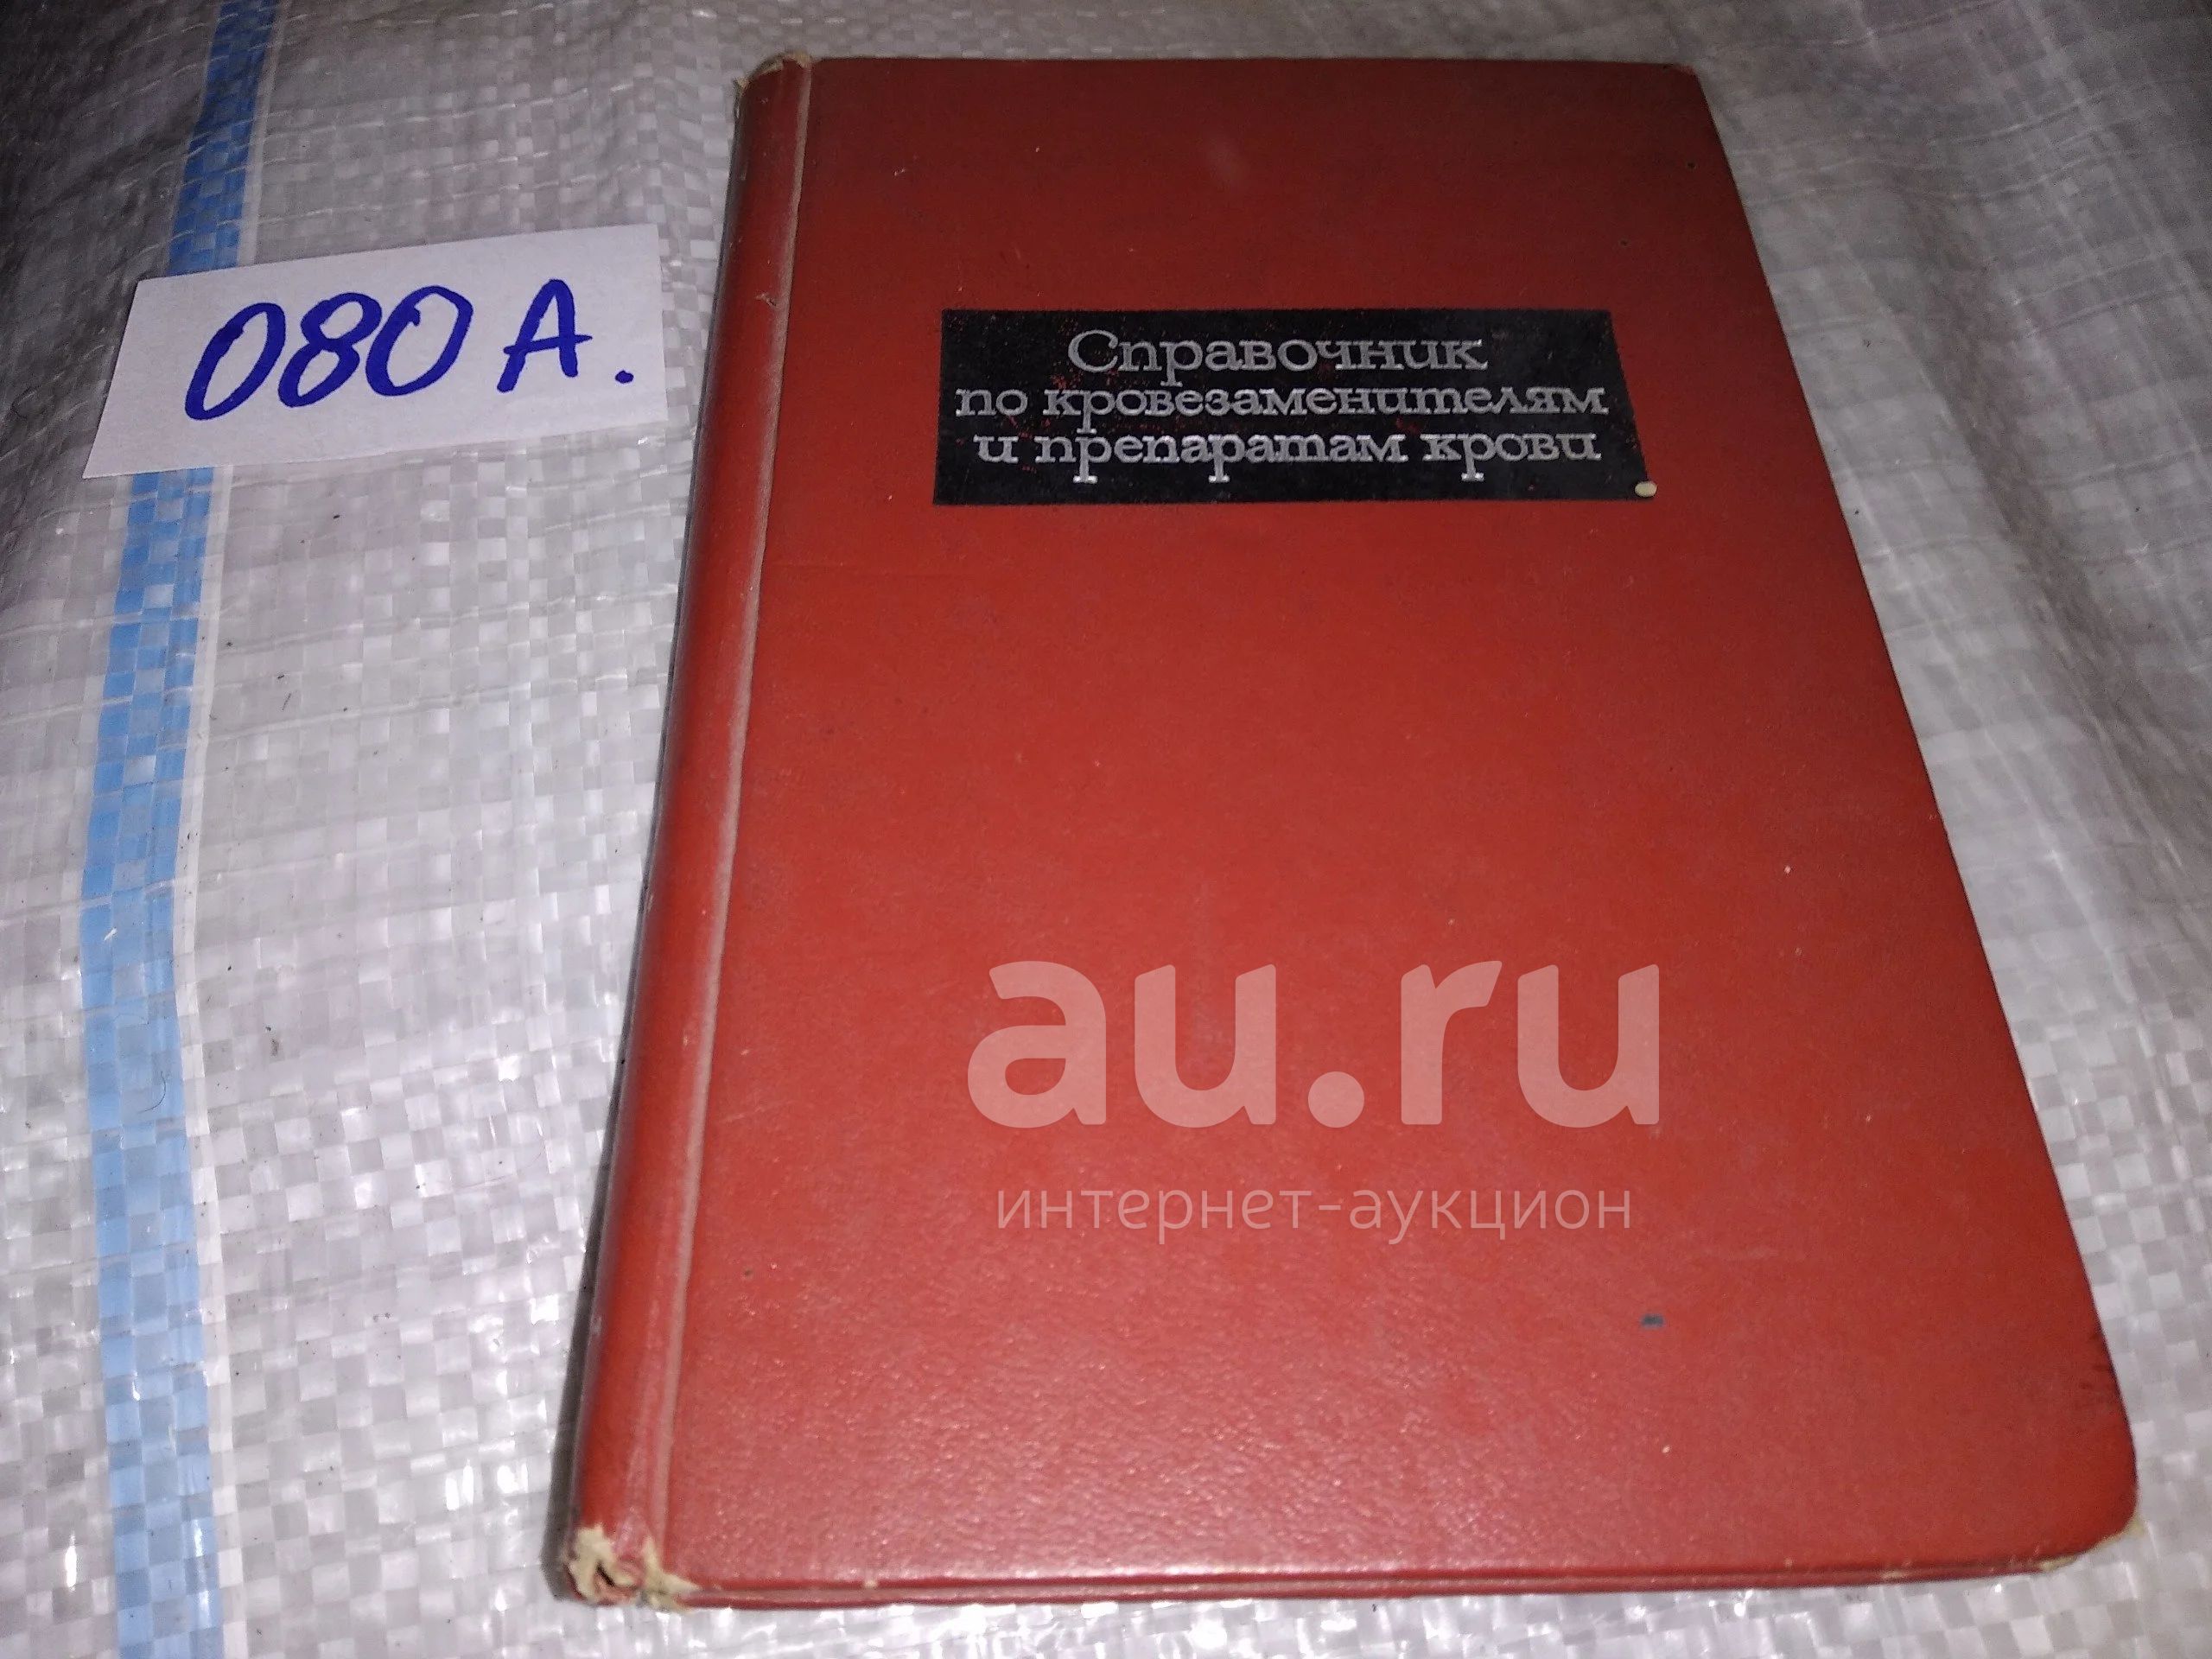 080 А.
Справочник
по кровезаменителям
и препаратам крови
au.ru
интернет-аукцион